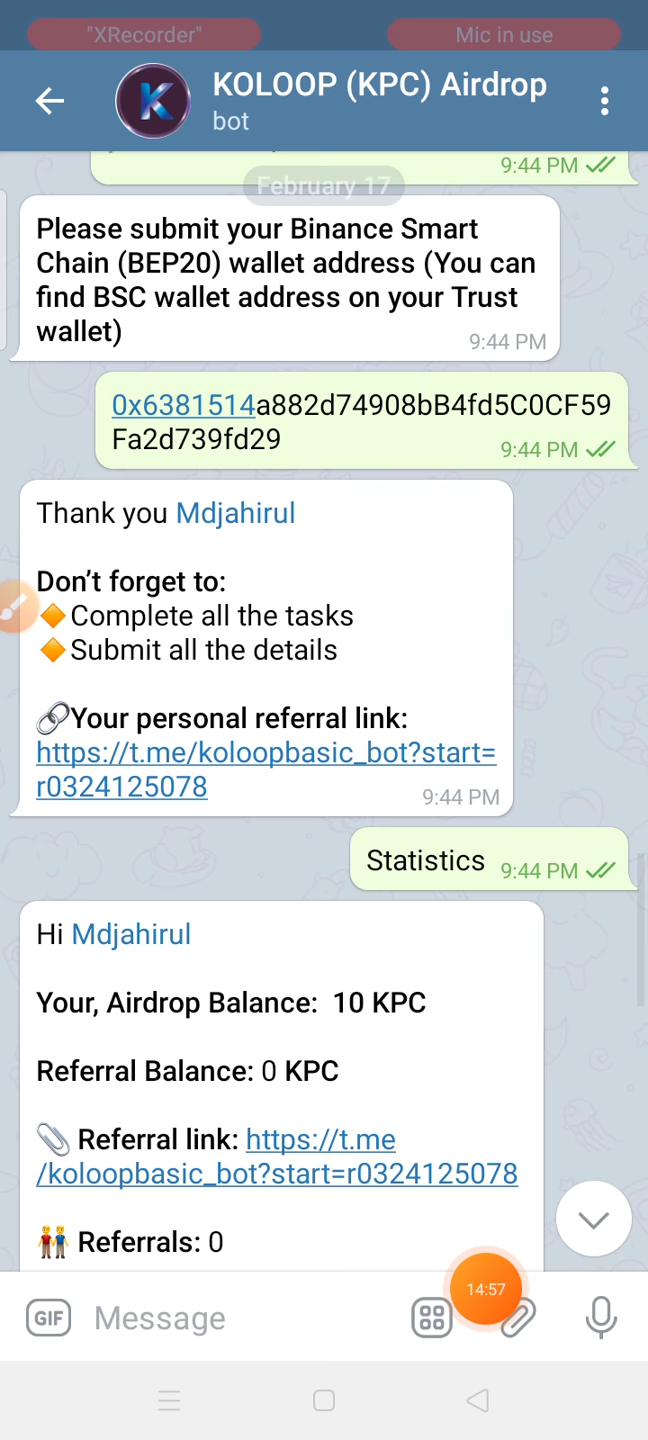 "XRecorder"
Mic in use
KOLOOP (KPC) Airdrop
bot
9:44 PM
February 17
Please submit your Binance Smart
Chain (BEP20) wallet address (You can
find BSC wallet address on your Trust
wallet)
9:44 PM
0x6381514a882d74908bB4fd5C0CF59
Fa2d739fd29
9:44 PM
Thank you Mdjahirul
Don't forget to:
🔶Complete all the tasks
🔶Submit all the details
🔗Your personal referral link:
https://t.me/koloopbasic_bot?start=
r0324125078
9:44 PM
Statistics 9:44 PM
Hi Mdjahirul
Your, Airdrop Balance: 10 KPC
Referral Balance: 0 KPC
📎 Referral link: https://t.me
/koloopbasic_bot?start=r0324125078
👬 Referrals: 0
14:57
GIF Message